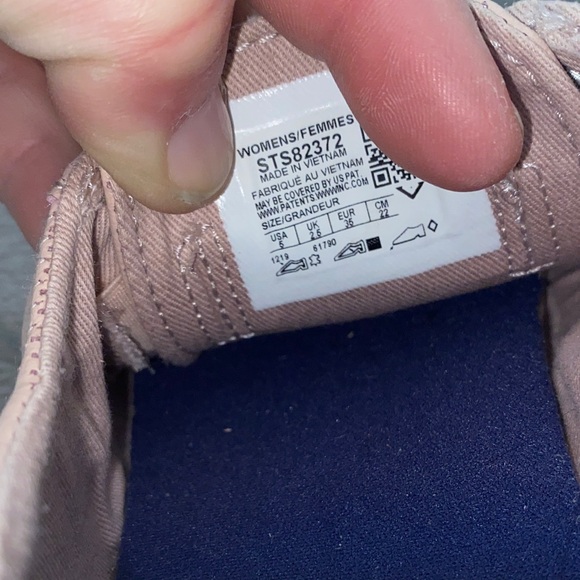 WOMENS/FEMMES
STS82372
MADE IN VIETNAM
FABRIQUÉ AU VIETNAM
MAY BE COVERED BY US PAT
WWW.PATENTS.WWWINC.COM
SIZE/GRANDEUR
USA UK EUR CM
5 2.5 35 22
1219 61790